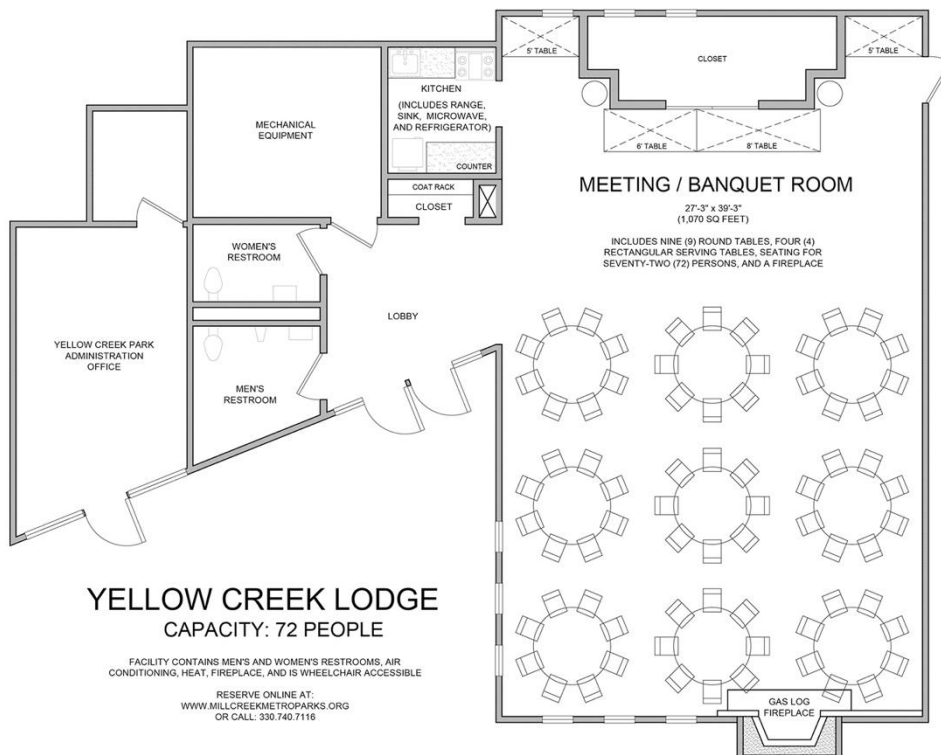 5' TABLE
CLOSET
5' TABLE
KITCHEN
(INCLUDES RANGE,
SINK, MICROWAVE,
AND REFRIGERATOR)
COUNTER
MECHANICAL
EQUIPMENT
6' TABLE
8' TABLE
COAT RACK
CLOSET
MEETING / BANQUET ROOM
27'-3" x 39'-3"
(1,070 SQ FEET)
INCLUDES NINE (9) ROUND TABLES, FOUR (4)
RECTANGULAR SERVING TABLES, SEATING FOR
SEVENTY-TWO (72) PERSONS, AND A FIREPLACE
WOMEN'S
RESTROOM
LOBBY
YELLOW CREEK PARK
ADMINISTRATION
OFFICE
MEN'S
RESTROOM
YELLOW CREEK LODGE
CAPACITY: 72 PEOPLE
FACILITY CONTAINS MEN'S AND WOMEN'S RESTROOMS, AIR
CONDITIONING, HEAT, FIREPLACE, AND IS WHEELCHAIR ACCESSIBLE
RESERVE ONLINE AT:
WWW.MILLCREEKMETROPARKS.ORG
OR CALL: 330.740.7116
GAS LOG
FIREPLACE